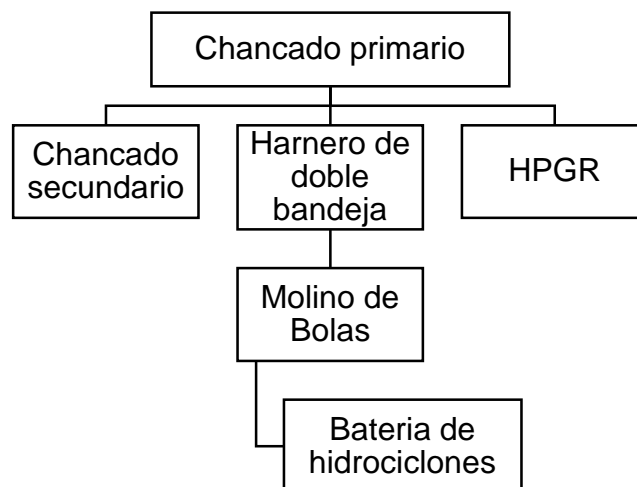 Chancado primario
Chancado
secundario
Harnero de
doble
bandeja
HPGR
Molino de
Bolas
Bateria de
hidrociclones